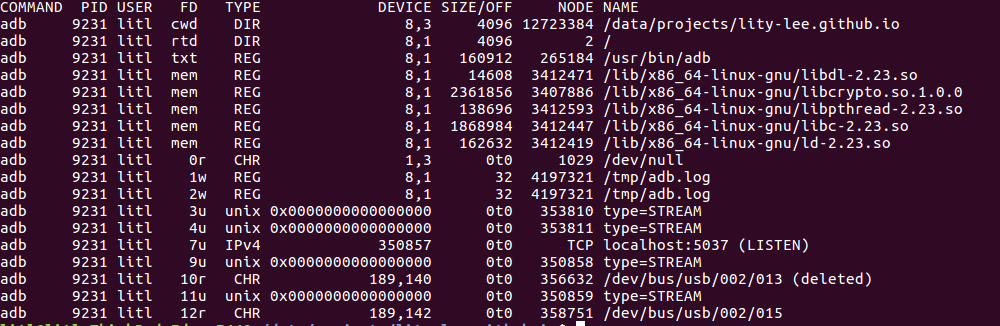 COMMAND  PID USER   FD   TYPE             DEVICE SIZE/OFF     NODE NAME
adb     9231 litl  cwd    DIR                8,3     4096 12723384 /data/projects/lity-lee.github.io
adb     9231 litl  rtd    DIR                8,1     4096        2 /
adb     9231 litl  txt    REG                8,1   160912   265184 /usr/bin/adb
adb     9231 litl  mem    REG                8,1    14608  3412471 /lib/x86_64-linux-gnu/libdl-2.23.so
adb     9231 litl  mem    REG                8,1  2361856  3407886 /lib/x86_64-linux-gnu/libcrypto.so.1.0.0
adb     9231 litl  mem    REG                8,1   138696  3412593 /lib/x86_64-linux-gnu/libpthread-2.23.so
adb     9231 litl  mem    REG                8,1  1868984  3412447 /lib/x86_64-linux-gnu/libc-2.23.so
adb     9231 litl  mem    REG                8,1   162632  3412419 /lib/x86_64-linux-gnu/ld-2.23.so
adb     9231 litl    0r   CHR                1,3      0t0     1029 /dev/null
adb     9231 litl    1w   REG                8,1       32  4197321 /tmp/adb.log
adb     9231 litl    2w   REG                8,1       32  4197321 /tmp/adb.log
adb     9231 litl    3u  unix 0x0000000000000000      0t0   353810 type=STREAM
adb     9231 litl    4u  unix 0x0000000000000000      0t0   353811 type=STREAM
adb     9231 litl    7u  IPv4             350857      0t0      TCP localhost:5037 (LISTEN)
adb     9231 litl    9u  unix 0x0000000000000000      0t0   350858 type=STREAM
adb     9231 litl   10r   CHR            189,140      0t0   356632 /dev/bus/usb/002/013 (deleted)
adb     9231 litl   11u  unix 0x0000000000000000      0t0   350859 type=STREAM
adb     9231 litl   12r   CHR            189,142      0t0   358751 /dev/bus/usb/002/015